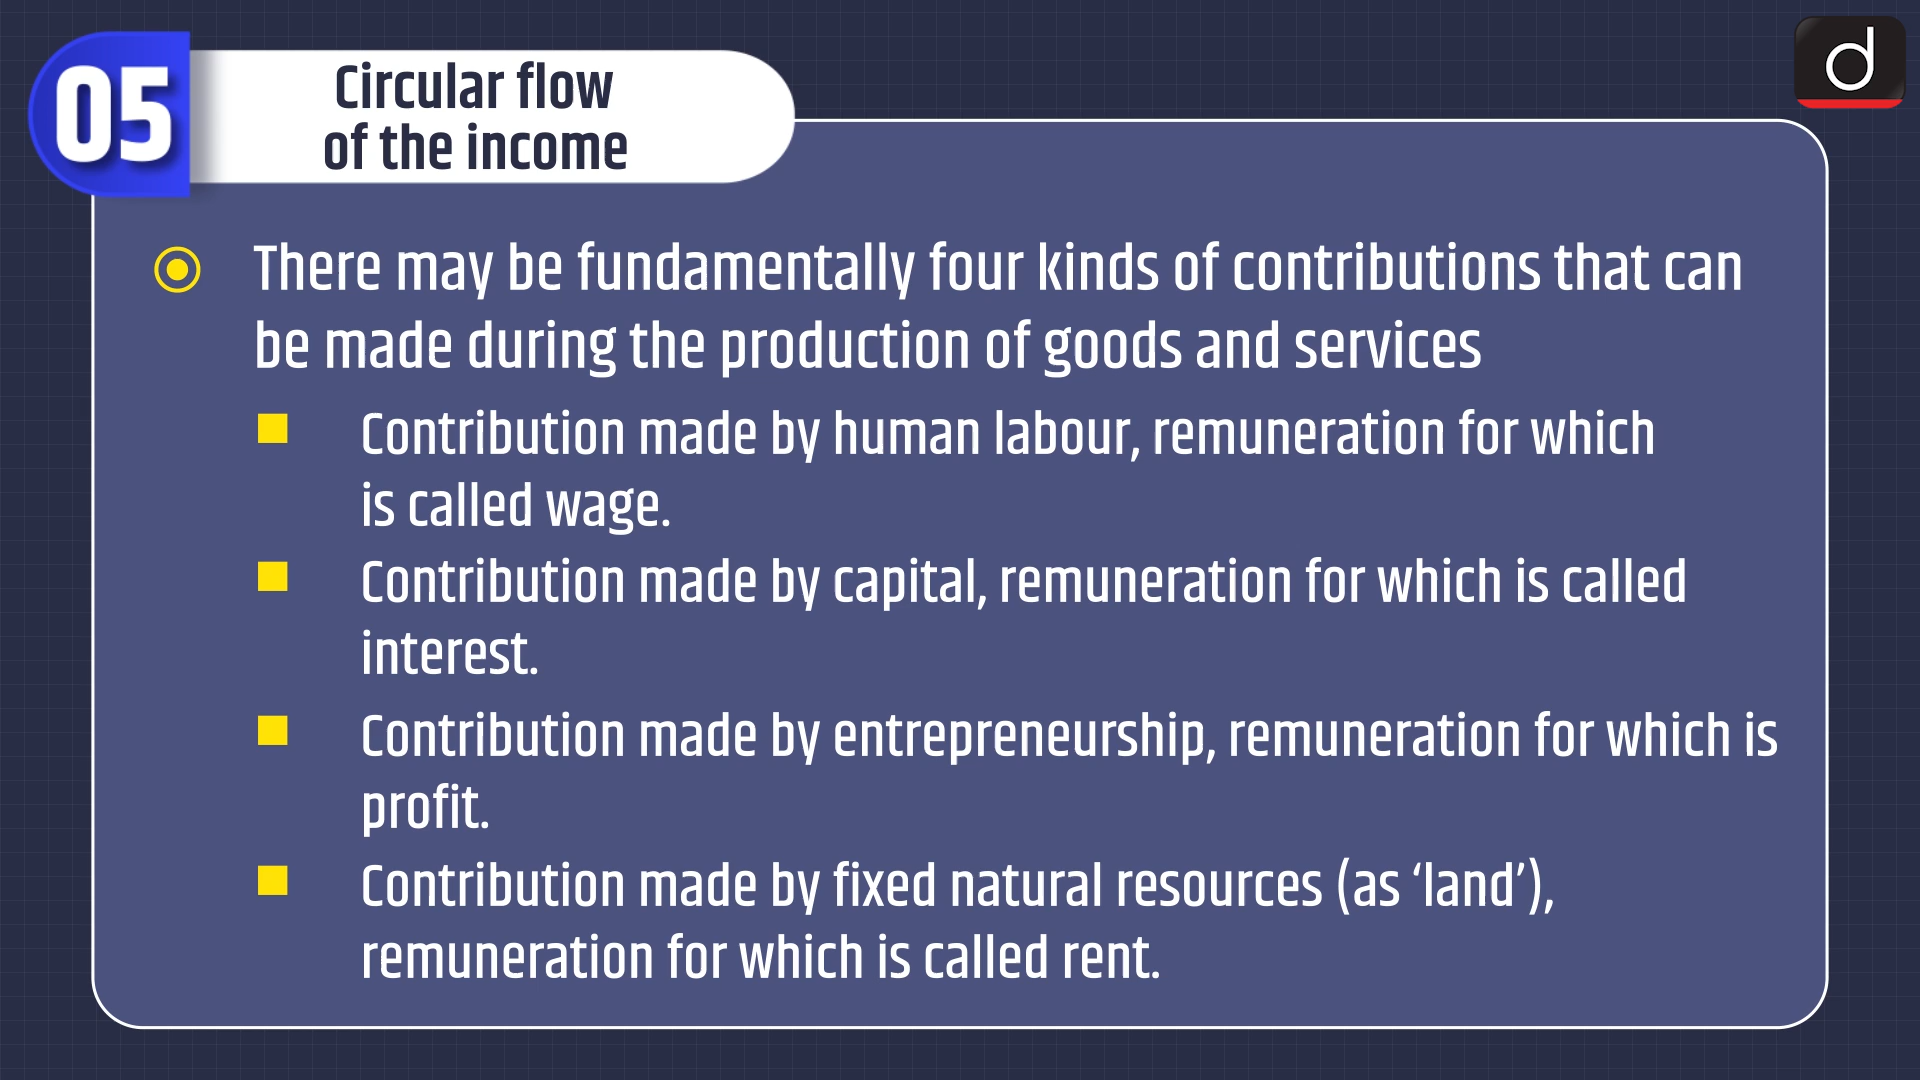 05
Circular flow
of the income
d
There may be fundamentally four kinds of contributions that can
be made during the production of goods and services
Contribution made by human labour, remuneration for which
is called wage.
Contribution made by capital, remuneration for which is called
interest.
Contribution made by entrepreneurship, remuneration for which is
profit.
Contribution made by fixed natural resources (as ‘land’),
remuneration for which is called rent.